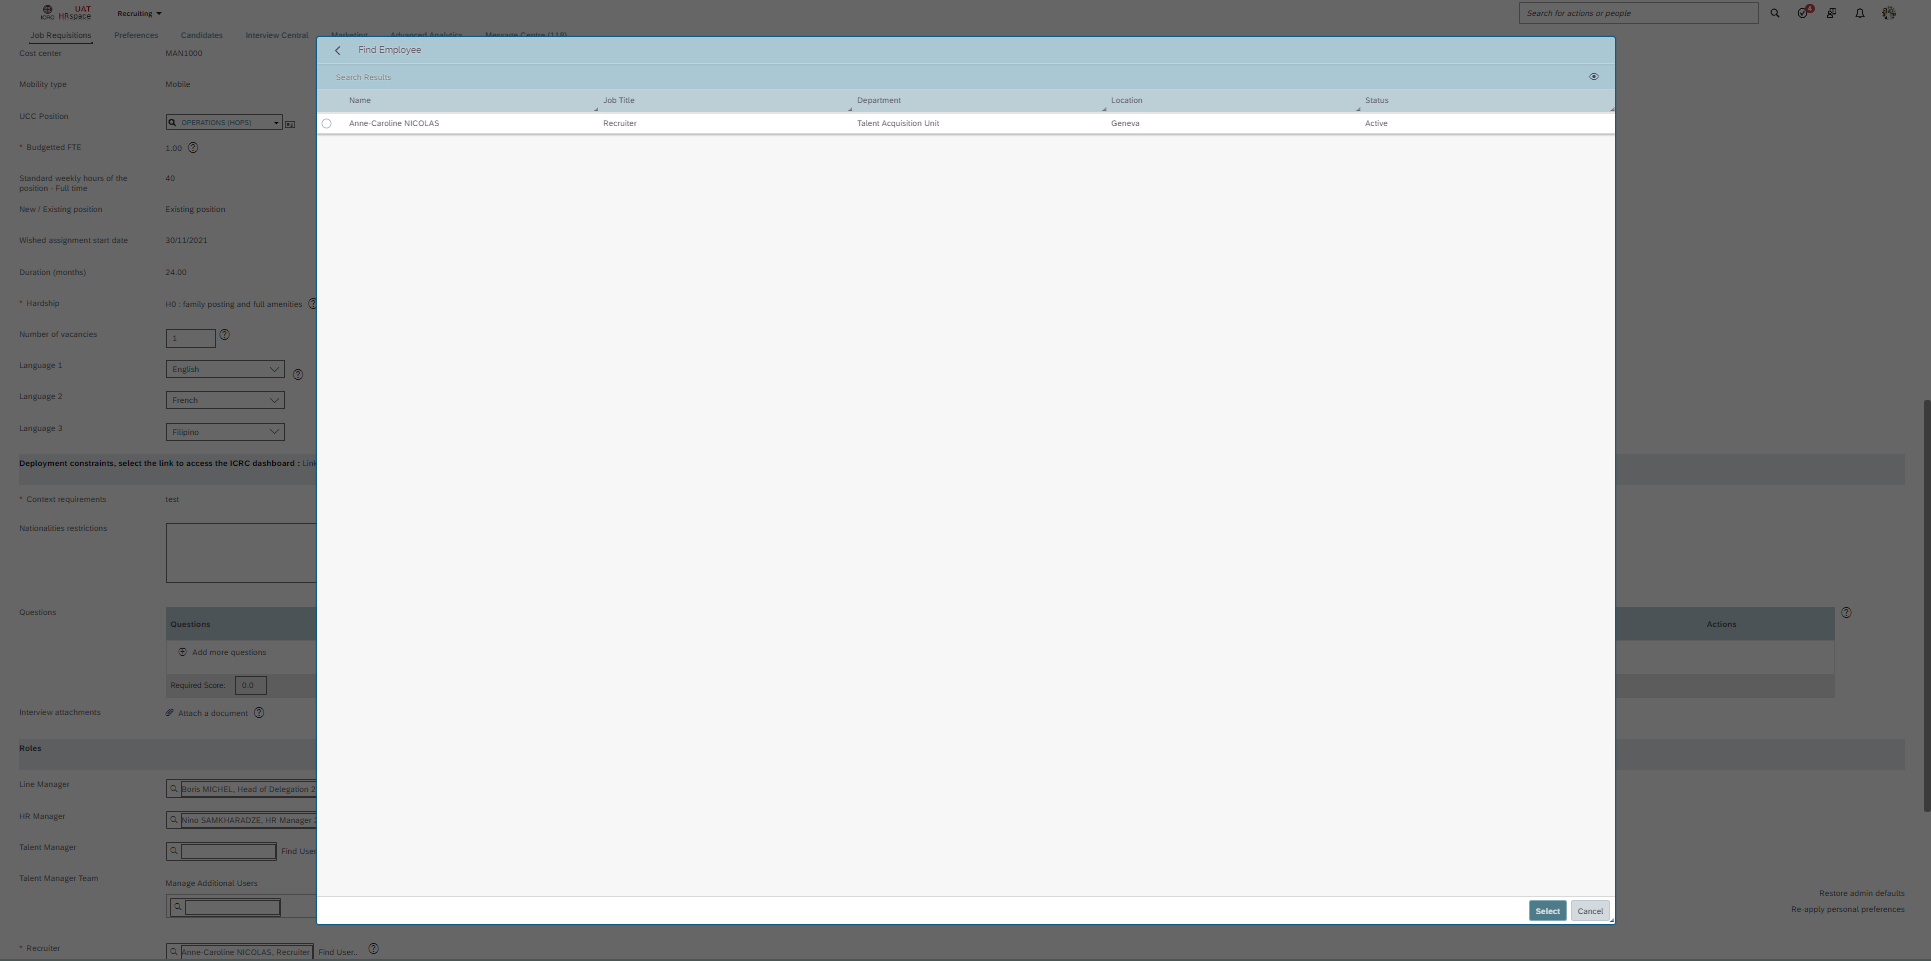 ICRC UAT HRspace
Recruiting
Search for actions or people
4
Job Requisitions Preferences Candidates Interview Central Marketing Advanced Analytics Message Centre (118)
Find Employee
Search Results
Name Job Title Department Location Status
Anne-Caroline NICOLAS Recruiter Talent Acquisition Unit Geneva Active
Cost center MAN1000
Mobility type Mobile
UCC Position OPERATIONS (HOPS)
* Budgetted FTE 1.00
Standard weekly hours of the
position - Full time 40
New / Existing position Existing position
Wished assignment start date 30/11/2021
Duration (months) 24.00
* Hardship H0 : family posting and full amenities
Number of vacancies 1
Language 1 English
Language 2 French
Language 3 Filipino
Deployment constraints, select the link to access the ICRC dashboard : Link
* Context requirements test
Nationalities restrictions
Questions
Questions Actions
Add more questions
Required Score: 0.0
Interview attachments Attach a document
Roles
Line Manager Boris MICHEL, Head of Delegation 2
HR Manager Nino SAMKHARADZE, HR Manager
Talent Manager Find User
Talent Manager Team Manage Additional Users
Restore admin defaults
Re-apply personal preferences
Select Cancel
* Recruiter Anne-Caroline NICOLAS, Recruiter Find User..